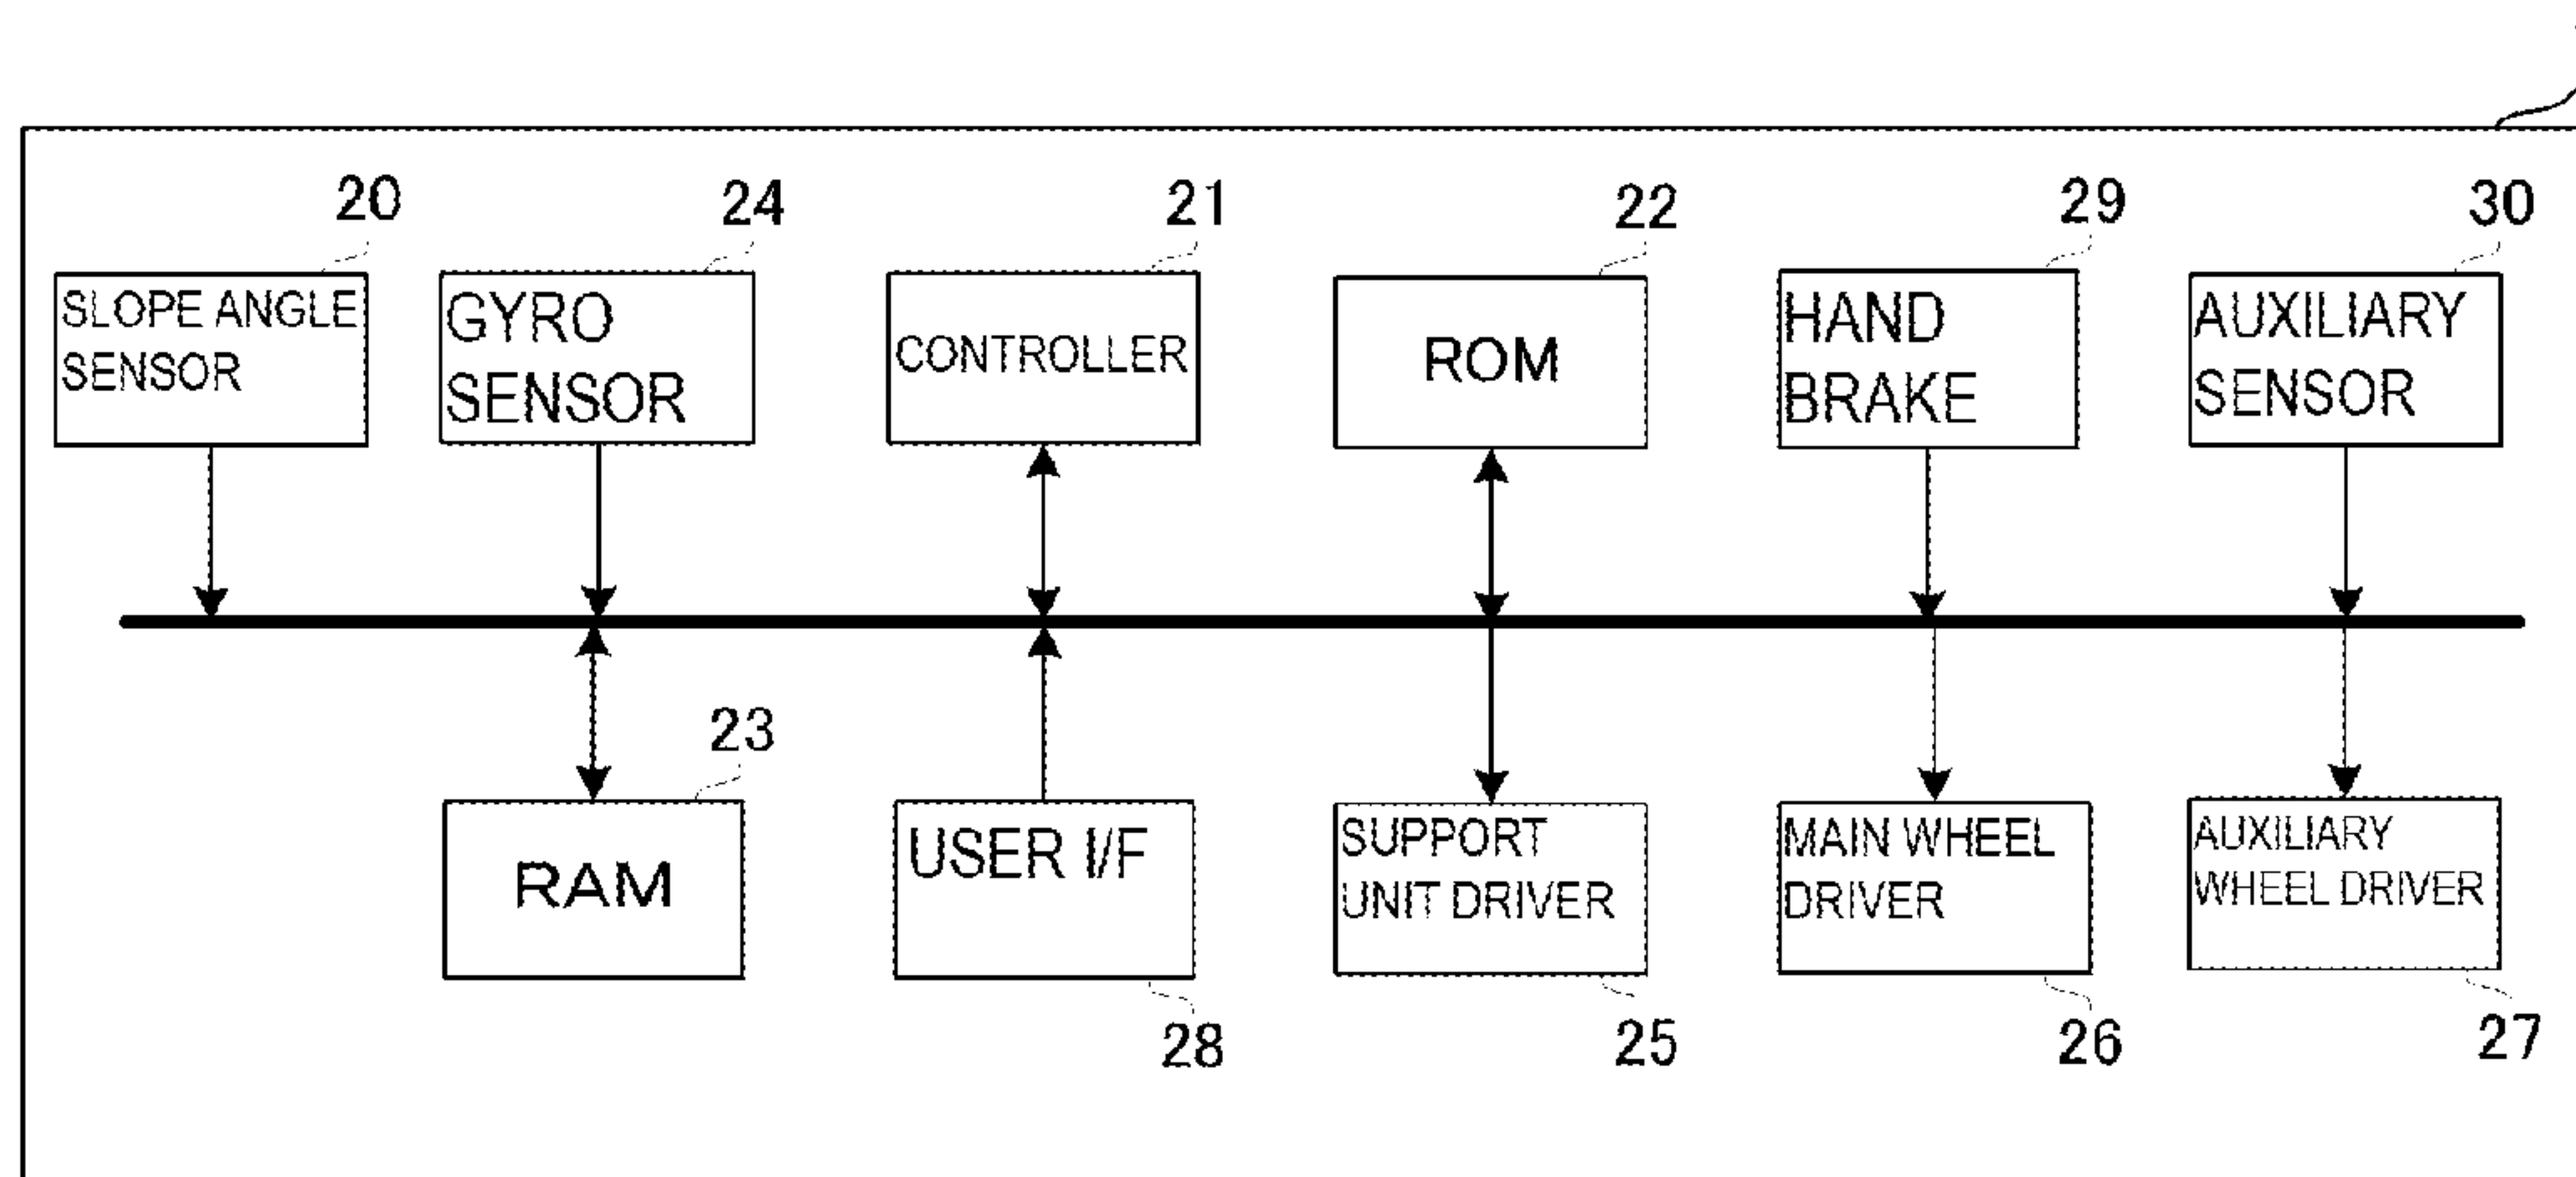 20
24
21
22
29
30
SLOPE ANGLE
SENSOR
GYRO
SENSOR
CONTROLLER
ROM
HAND
BRAKE
AUXILIARY
SENSOR
23
RAM
USER I/F
SUPPORT
UNIT DRIVER
MAIN WHEEL
DRIVER
AUXILIARY
WHEEL DRIVER
28
25
26
27